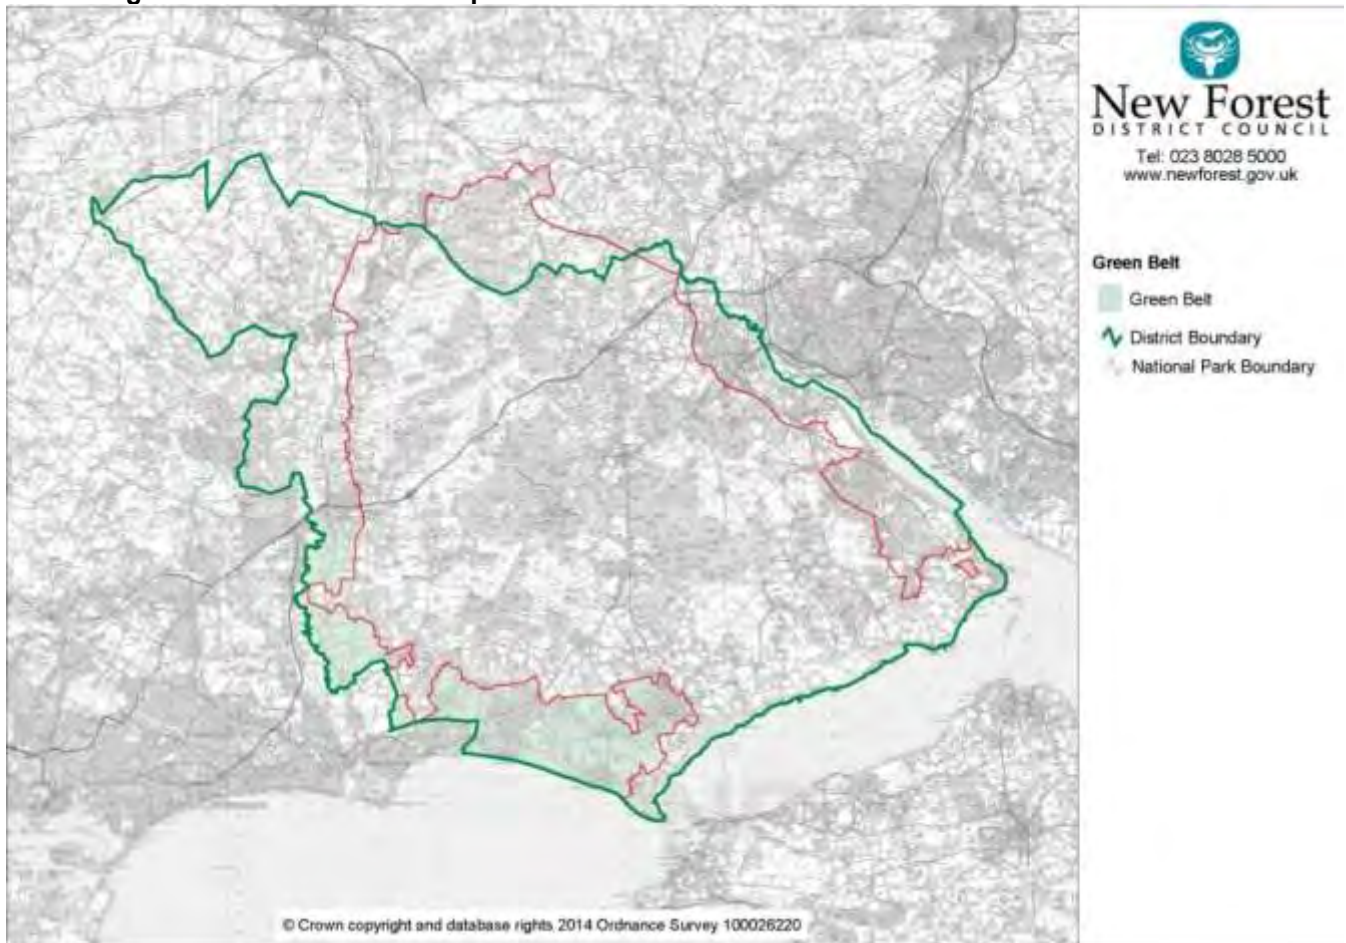 New Forest
DISTRICT COUNCIL
Tel: 023 8028 5000
www.newforest.gov.uk
Green Belt
Green Belt
District Boundary
National Park Boundary
© Crown copyright and database rights 2014 Ordnance Survey 100026220